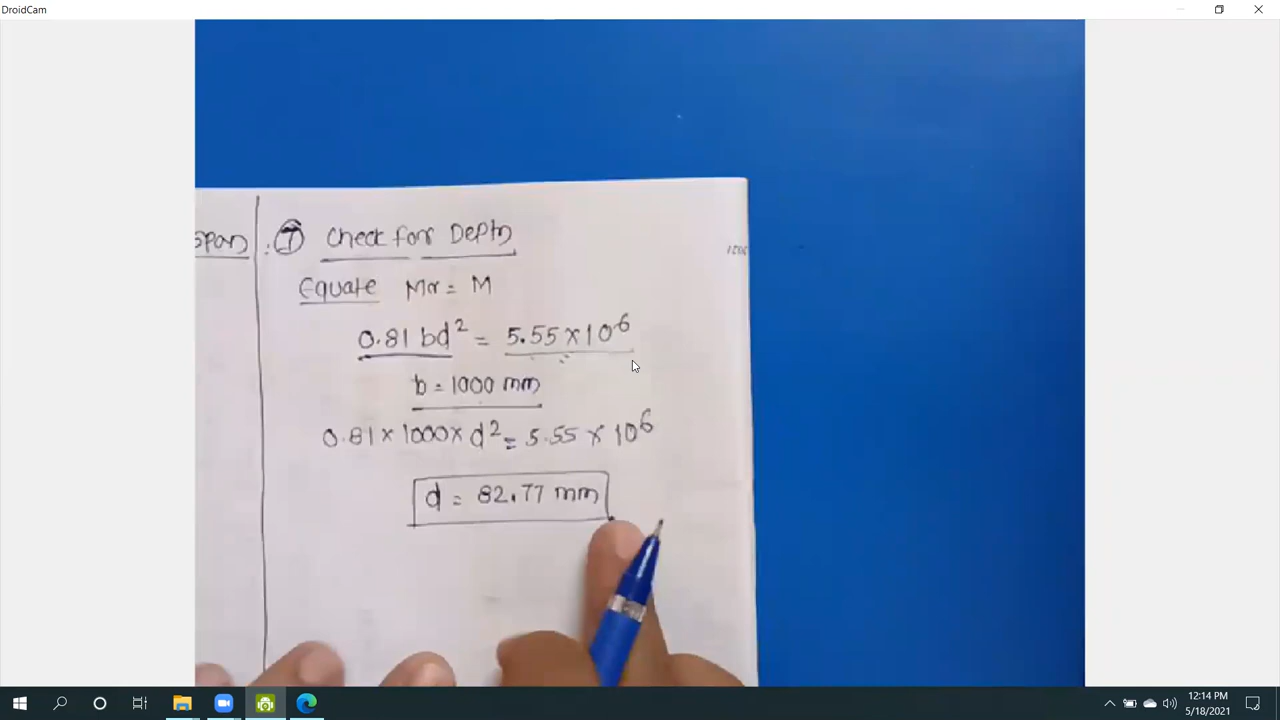 DroidCam
span :
7 Check for Depth
Equate Mr = M
0.81 bd² = 5.55 × 10⁶
b = 1000 mm
0.81 × 1000 × d² = 5.55 × 10⁶
d = 82.77 mm
12:14 PM
5/18/2021